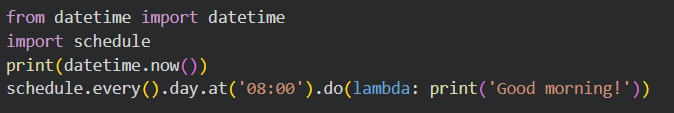 from datetime import datetime
import schedule
print(datetime.now())
schedule.every().day.at('08:00').do(lambda: print('Good morning!'))